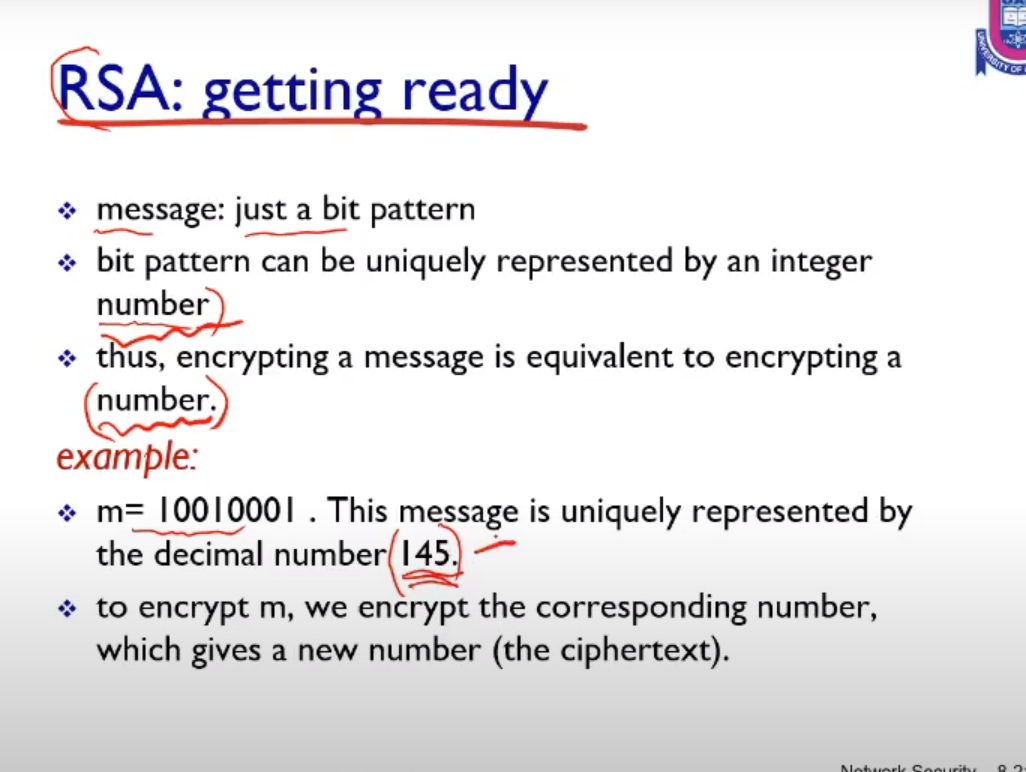 RSA: getting ready
❖ message: just a bit pattern
❖ bit pattern can be uniquely represented by an integer
number
❖ thus, encrypting a message is equivalent to encrypting a
number.
example:
❖ m= 10010001 . This message is uniquely represented by
the decimal number 145.
❖ to encrypt m, we encrypt the corresponding number,
which gives a new number (the ciphertext).
UNIVERSITY OF
Network Security